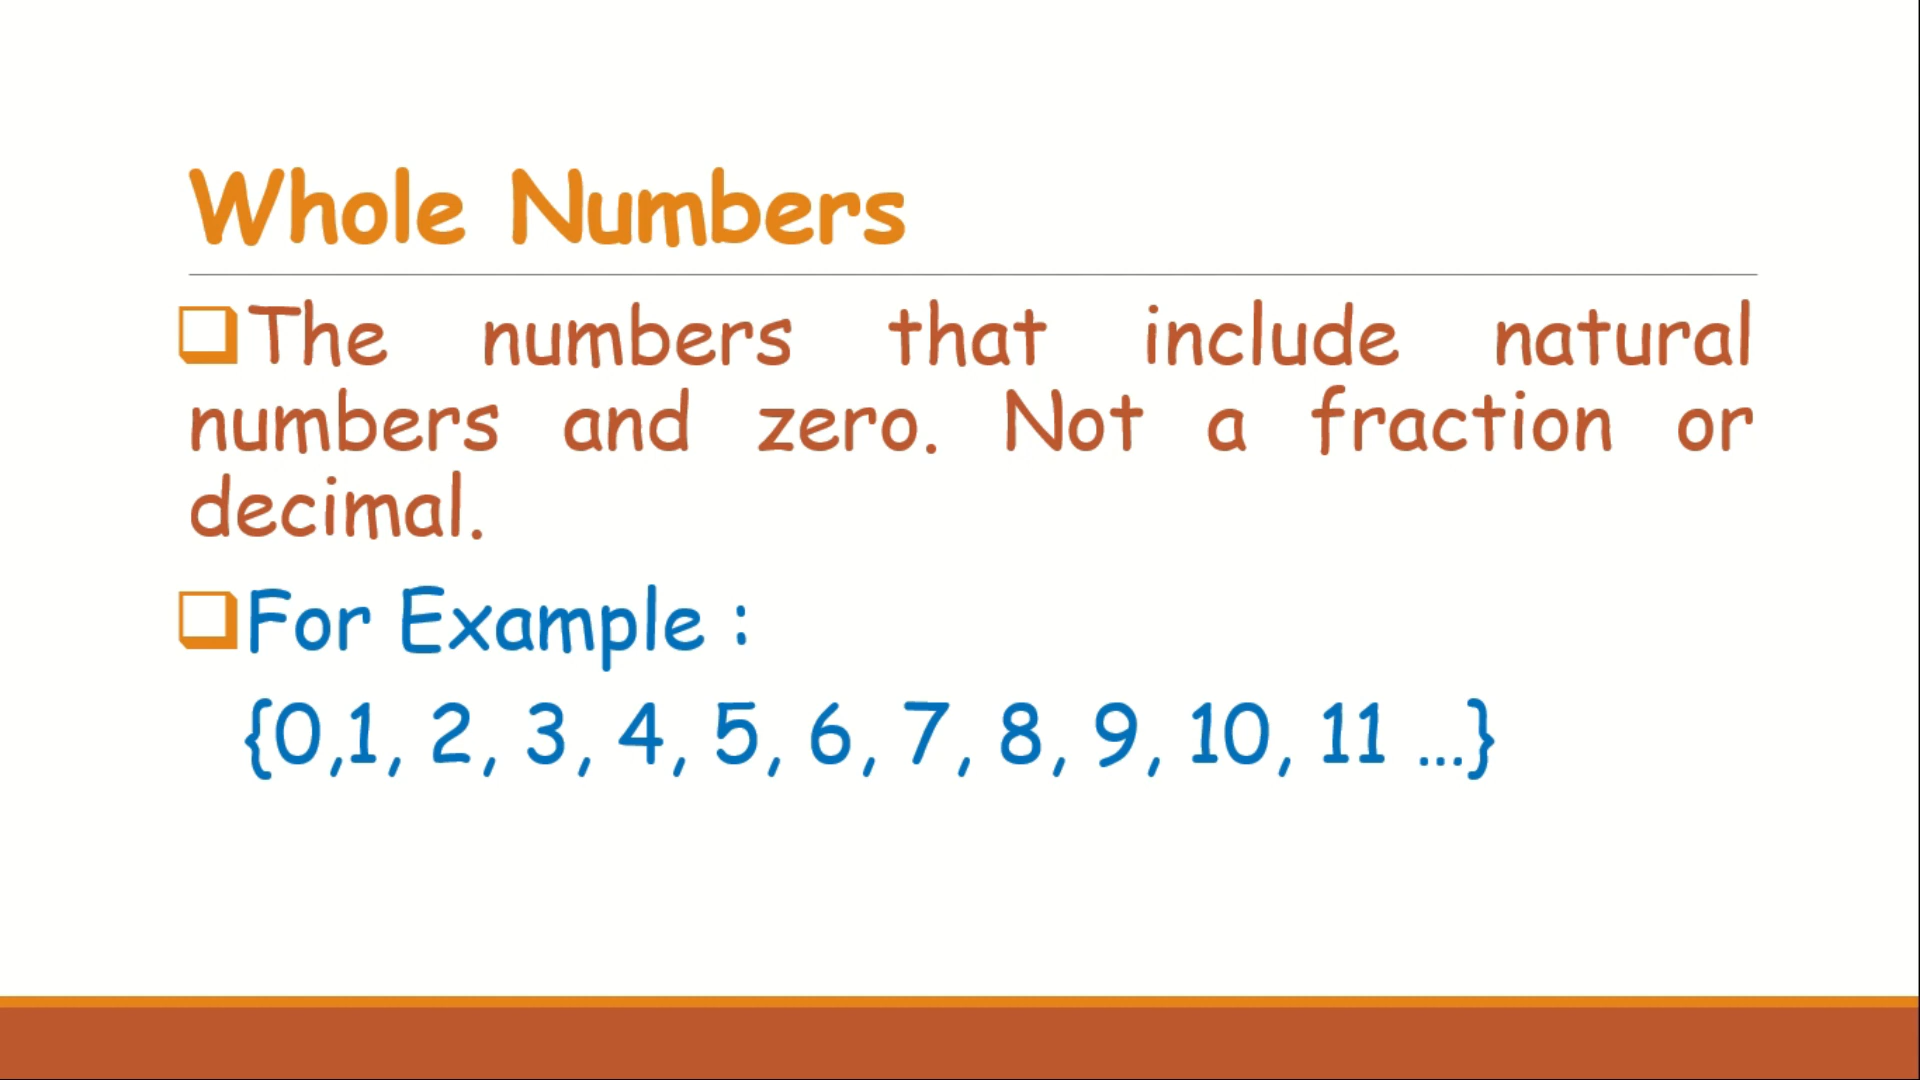 Whole Numbers
The numbers that include natural
numbers and zero. Not a fraction or
decimal.
For Example :
{0,1, 2, 3, 4, 5, 6, 7, 8, 9, 10, 11 ...}